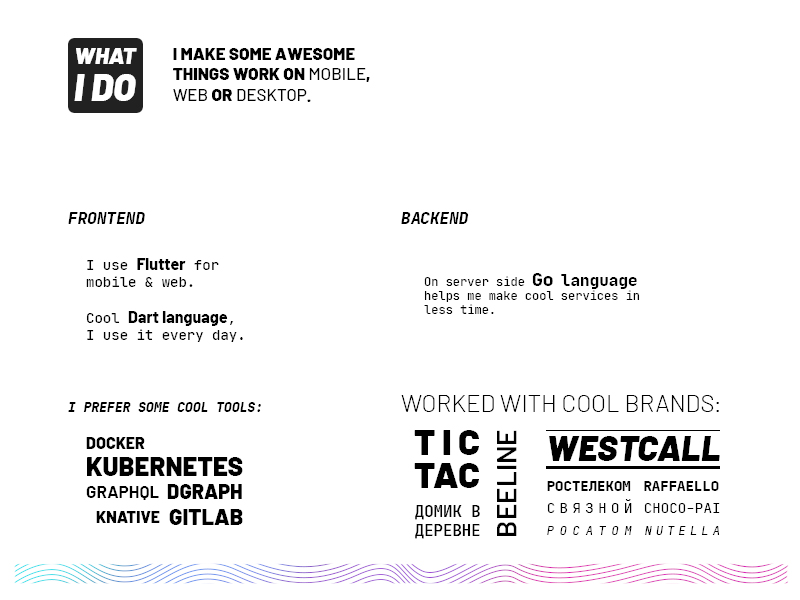 WHAT
I DO
I MAKE SOME AWESOME
THINGS WORK ON MOBILE,
WEB OR DESKTOP.
FRONTEND
I use Flutter for
mobile & web.
Cool Dart language,
I use it every day.
BACKEND
On server side Go language
helps me make cool services in
less time.
I PREFER SOME COOL TOOLS:
DOCKER
KUBERNETES
GRAPHQL DGRAPH
KNATIVE GITLAB
WORKED WITH COOL BRANDS:
TIC
TAC
ДОМИК В
ДЕРЕВНЕ
BEELINE
WESTCALL
РОСТЕЛЕКОМ RAFFAELLO
СВЯЗНОЙ CHOCO-PAI
РОСАТОМ NUTELLA